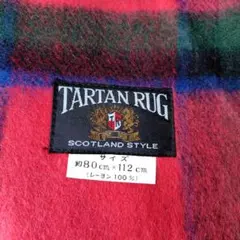 TARTAN RUG
SCOTLAND STYLE
サイズ
約80cm×112cm
(レーヨン100%)